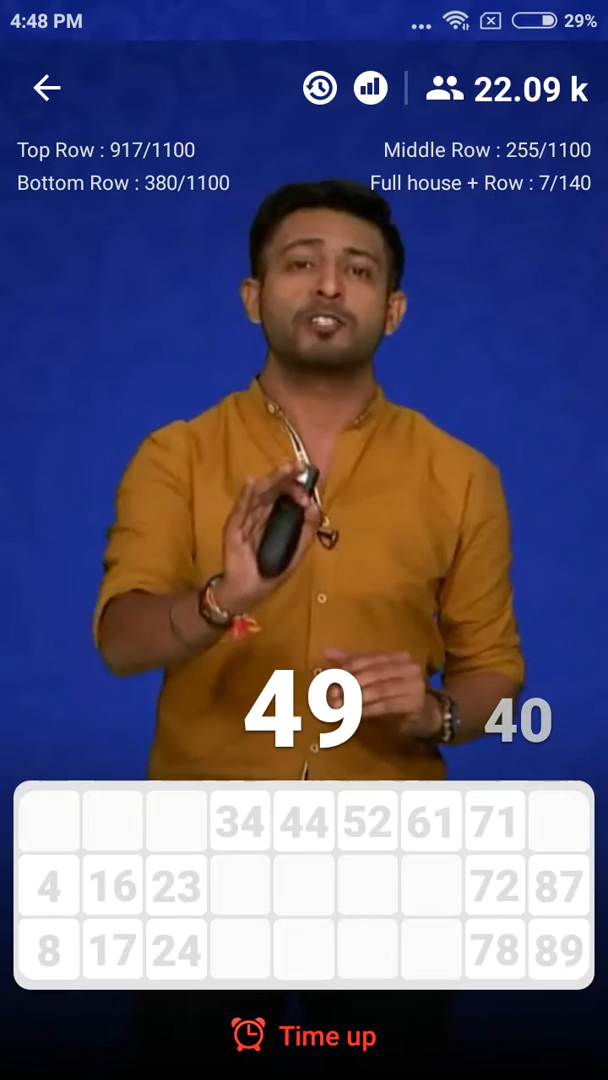 4:48 PM ... 29%
22.09 k
Top Row : 917/1100 Middle Row : 255/1100
Bottom Row : 380/1100 Full house + Row : 7/140
49 40
34 44 52 61 71
4 16 23 72 87
8 17 24 78 89
Time up